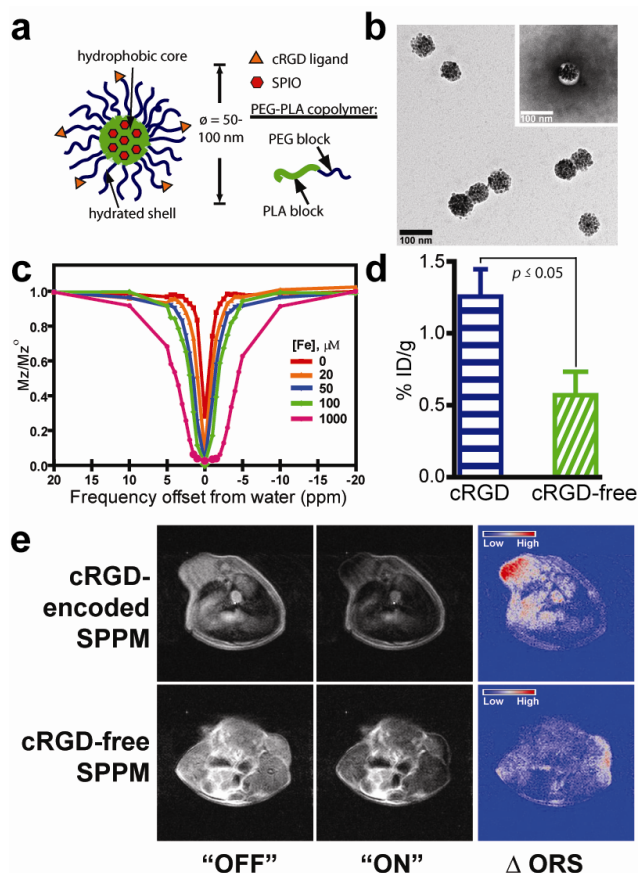 a
hydrophobic core
hydrated shell
ø = 50-
100 nm
cRGD ligand
SPIO
PEG-PLA copolymer:
PEG block
PLA block
b
100 nm
100 nm
c
Mz/Mz°
1.0
0.8
0.6
0.4
0.2
0.0
[Fe], μM
0
20
50
100
1000
20 15 10 5 0 -5 -10 -15 -20
Frequency offset from water (ppm)
d
% ID/g
1.5
1.0
0.5
0.0
p ≤ 0.05
cRGD
cRGD-free
e
cRGD-
encoded
SPPM
Low High
cRGD-free
SPPM
Low High
"OFF"
"ON"
Δ ORS